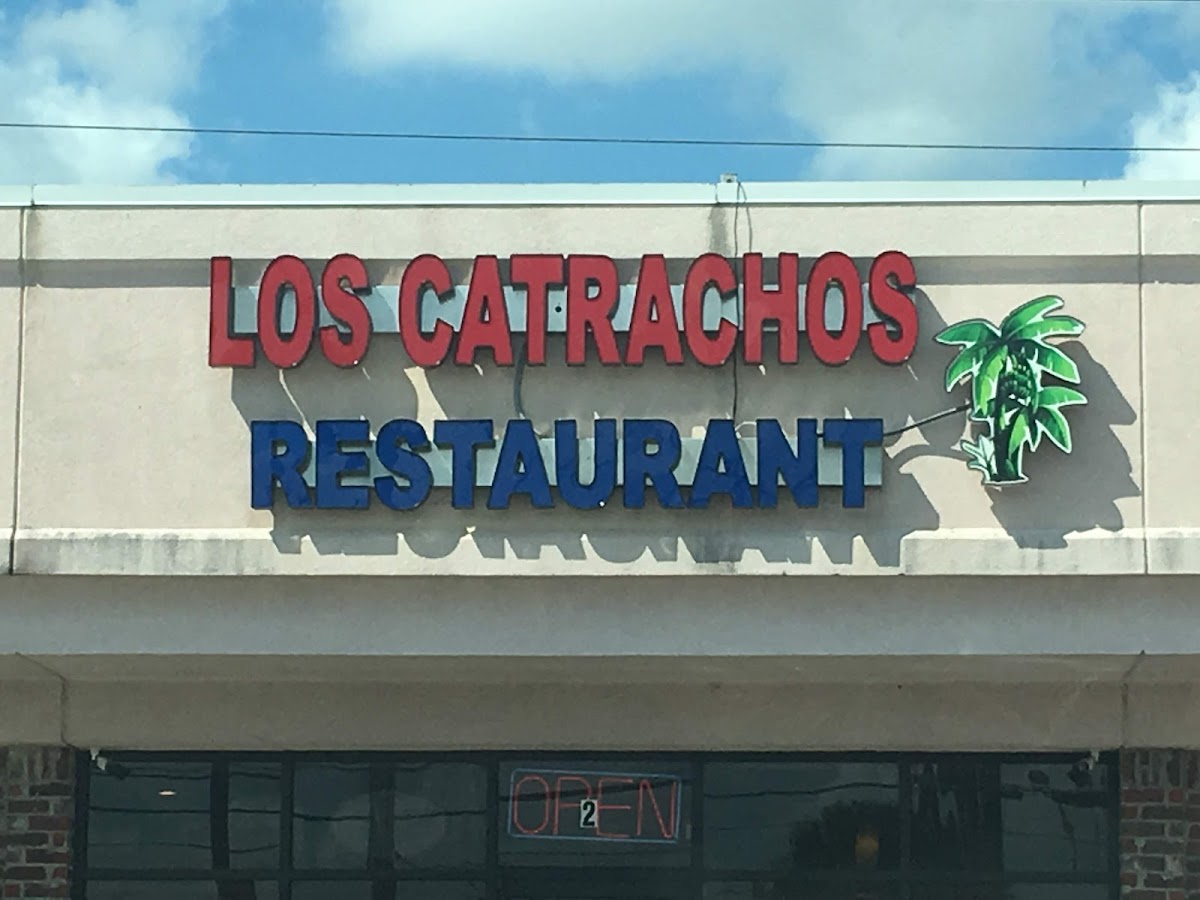 LOS CATRACHOS
RESTAURANT
OPEN
2